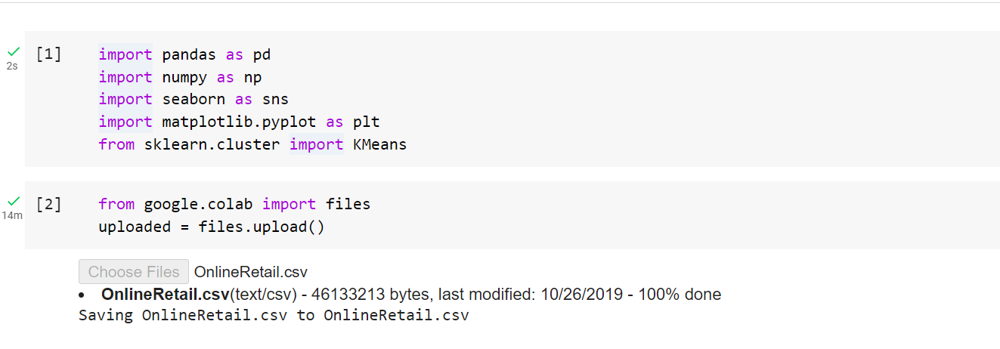 [1] import pandas as pd
2s import numpy as np
import seaborn as sns
import matplotlib.pyplot as plt
from sklearn.cluster import KMeans
[2] from google.colab import files
14m uploaded = files.upload()
Choose Files OnlineRetail.csv
• OnlineRetail.csv(text/csv) - 46133213 bytes, last modified: 10/26/2019 - 100% done
Saving OnlineRetail.csv to OnlineRetail.csv